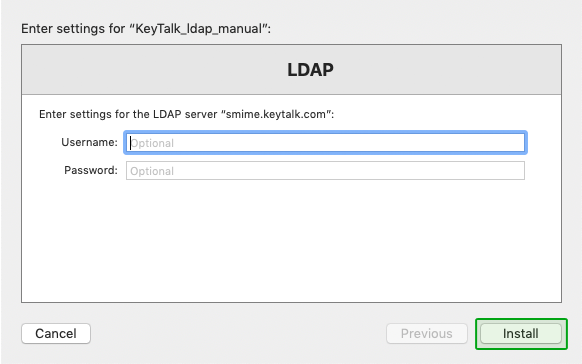 Enter settings for “KeyTalk_ldap_manual”:
LDAP
Enter settings for the LDAP server “smime.keytalk.com”:
Username: Optional
Password: Optional
Cancel Previous Install